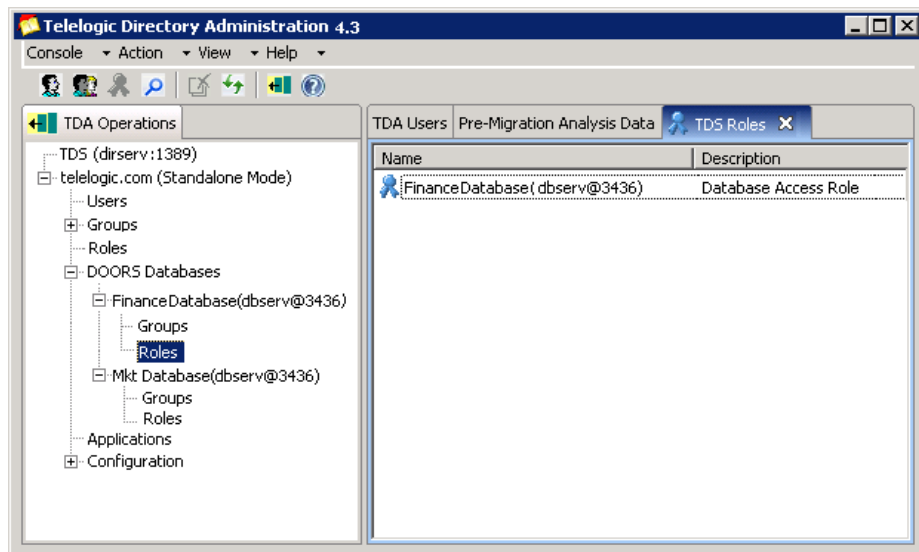 Telelogic Directory Administration 4.3
Console Action View Help
TDA Operations
TDS (dirserv:1389)
telelogic.com (Standalone Mode)
Users
Groups
Roles
DOORS Databases
FinanceDatabase(dbserv@3436)
Groups
Roles
Mkt Database(dbserv@3436)
Groups
Roles
Applications
Configuration
TDA Users Pre-Migration Analysis Data TDS Roles
Name Description
FinanceDatabase( dbserv@3436) Database Access Role